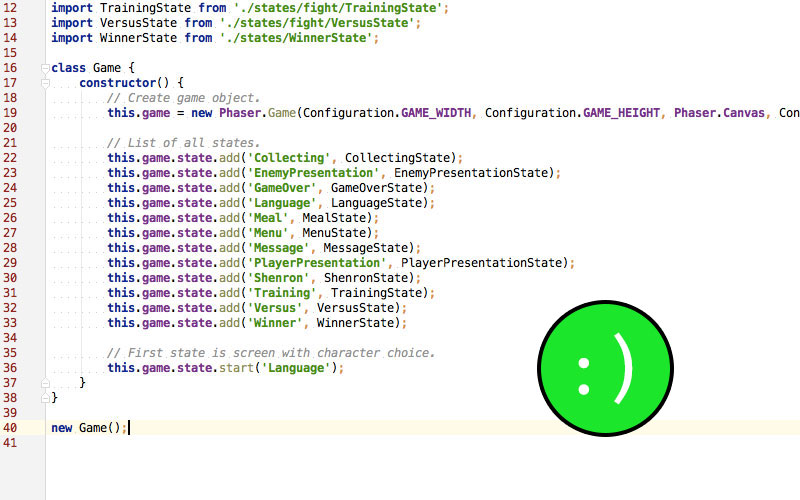 12 import TrainingState from './states/fight/TrainingState';
13 import VersusState from './states/fight/VersusState';
14 import WinnerState from './states/WinnerState';
15
16 class Game {
17 constructor() {
18 // Create game object.
19 this.game = new Phaser.Game(Configuration.GAME_WIDTH, Configuration.GAME_HEIGHT, Phaser.Canvas, Con
20
21 // List of all states.
22 this.game.state.add('Collecting', CollectingState);
23 this.game.state.add('EnemyPresentation', EnemyPresentationState);
24 this.game.state.add('GameOver', GameOverState);
25 this.game.state.add('Language', LanguageState);
26 this.game.state.add('Meal', MealState);
27 this.game.state.add('Menu', MenuState);
28 this.game.state.add('Message', MessageState);
29 this.game.state.add('PlayerPresentation', PlayerPresentationState);
30 this.game.state.add('Shenron', ShenronState);
31 this.game.state.add('Training', TrainingState);
32 this.game.state.add('Versus', VersusState);
33 this.game.state.add('Winner', WinnerState);
34
35 // First state is screen with character choice.
36 this.game.state.start('Language');
37 }
38 }
39
40 new Game();
41
:)